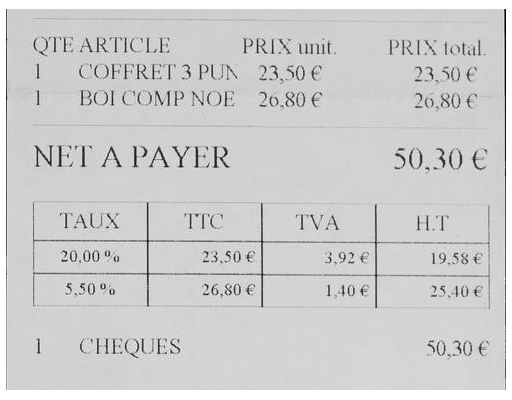 QTE ARTICLE PRIX unit. PRIX total.
1 COFFRET 3 PUN 23,50 € 23,50 €
1 BOI COMP NOE 26,80 € 26,80 €
NET A PAYER 50,30 €
TAUX TTC TVA H.T
20,00 % 23,50 € 3,92 € 19,58 €
5,50 % 26,80 € 1,40 € 25,40 €
1 CHEQUES 50,30 €